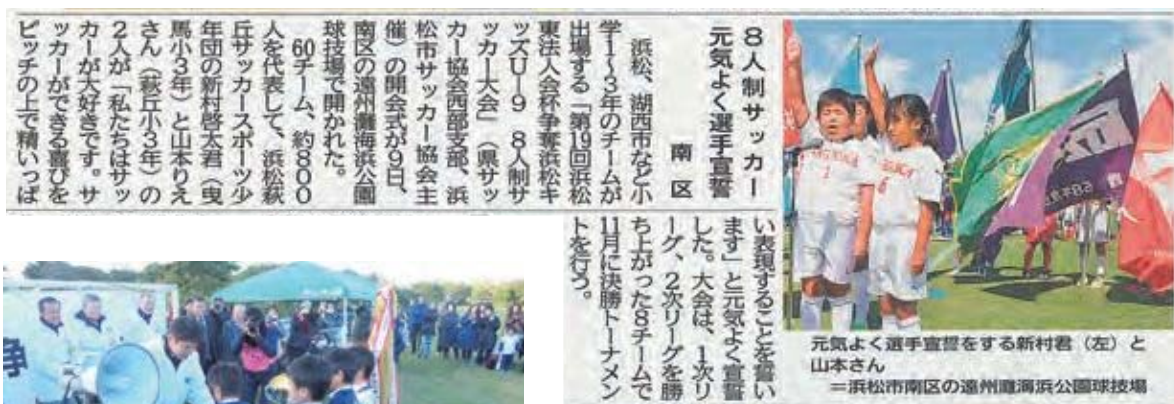 8人制サッカー
元気よく選手宣誓
南区
浜松、湖西市など小
学1〜3年のチームが
出場する「第19回浜松
東法人会杯争奪浜松キ
ッズU―9 8人制サ
ッカー大会」(県サッ
カー協会西部支部、浜
松市サッカー協会主
催)の開会式が9日、
南区の遠州灘海浜公園
球技場で開かれた。
60チーム、約800
人を代表して、浜松萩
丘サッカースポーツ少
年団の新村啓太君(曳
馬小3年)と山本りえ
さん(萩丘小3年)の
2人が「私たちはサッ
カーが大好きです。サ
ッカーができる喜びを
ピッチの上で精いっぱ
い表現することを誓い
ます」と元気よく宣誓
した。大会は、1次リ
ーグ、2次リーグを勝
ち上がった8チームで
11月に決勝トーナメン
トを行う。
元気よく選手宣誓をする新村君(左)と
山本さん
=浜松市南区の遠州灘海浜公園球技場
争